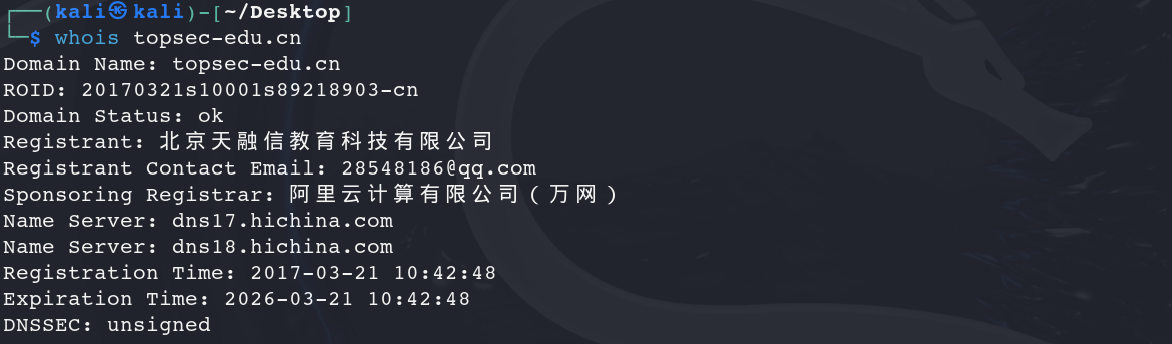 ┌──(kali㉿kali)-[~/Desktop]
└─$ whois topsec-edu.cn
Domain Name: topsec-edu.cn
ROID: 20170321s10001s89218903-cn
Domain Status: ok
Registrant: 北京天融信教育科技有限公司
Registrant Contact Email: 28548186@qq.com
Sponsoring Registrar: 阿里云计算有限公司（万网）
Name Server: dns17.hichina.com
Name Server: dns18.hichina.com
Registration Time: 2017-03-21 10:42:48
Expiration Time: 2026-03-21 10:42:48
DNSSEC: unsigned